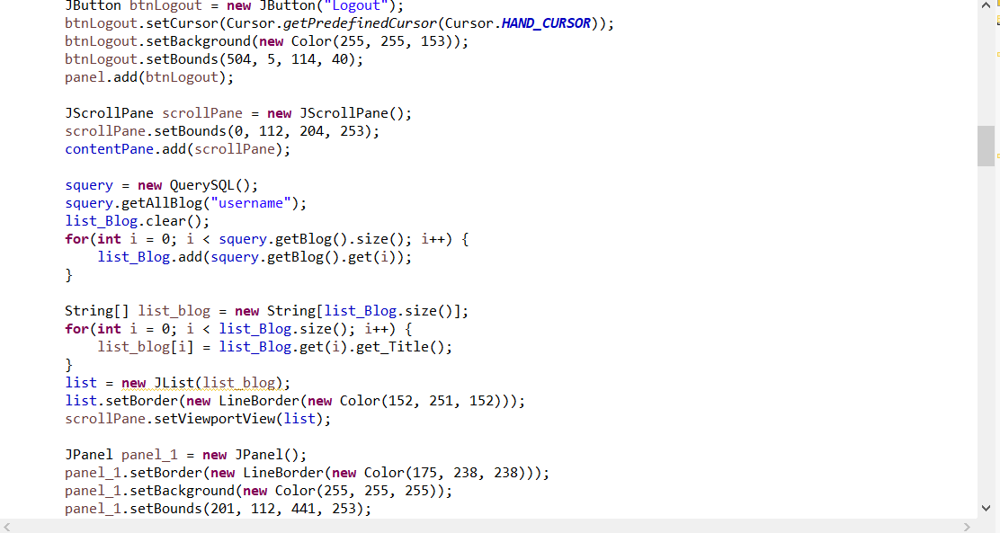 JButton btnLogout = new JButton("Logout");
btnLogout.setCursor(Cursor.getPredefinedCursor(Cursor.HAND_CURSOR));
btnLogout.setBackground(new Color(255, 255, 153));
btnLogout.setBounds(504, 5, 114, 40);
panel.add(btnLogout);
JScrollPane scrollPane = new JScrollPane();
scrollPane.setBounds(0, 112, 204, 253);
contentPane.add(scrollPane);
squery = new QuerySQL();
squery.getAllBlog("username");
list_Blog.clear();
for(int i = 0; i < squery.getBlog().size(); i++) {
    list_Blog.add(squery.getBlog().get(i));
}
String[] list_blog = new String[list_Blog.size()];
for(int i = 0; i < list_Blog.size(); i++) {
    list_blog[i] = list_Blog.get(i).get_Title();
}
list = new JList(list_blog);
list.setBorder(new LineBorder(new Color(152, 251, 152)));
scrollPane.setViewportView(list);
JPanel panel_1 = new JPanel();
panel_1.setBorder(new LineBorder(new Color(175, 238, 238)));
panel_1.setBackground(new Color(255, 255, 255));
panel_1.setBounds(201, 112, 441, 253);